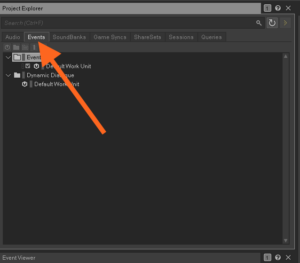 Project Explorer
Search (Ctrl+F)
Audio Events SoundBanks Game Syncs ShareSets Sessions Queries
Event
Default Work Unit
Dynamic Dialogue
Default Work Unit
Event Viewer